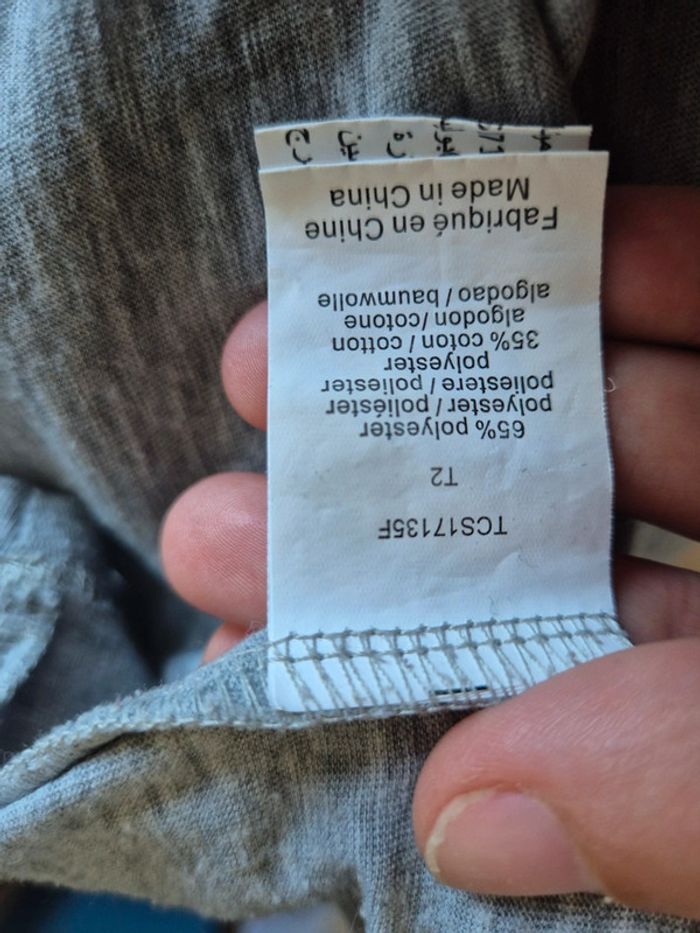 TCS17135F
T2
65% polyester
polyester / poliéster
poliestere / poliester
polyester
35% coton / cotton
algodon / cotone
algodao / baumwolle
Fabriqué en Chine
Made in China